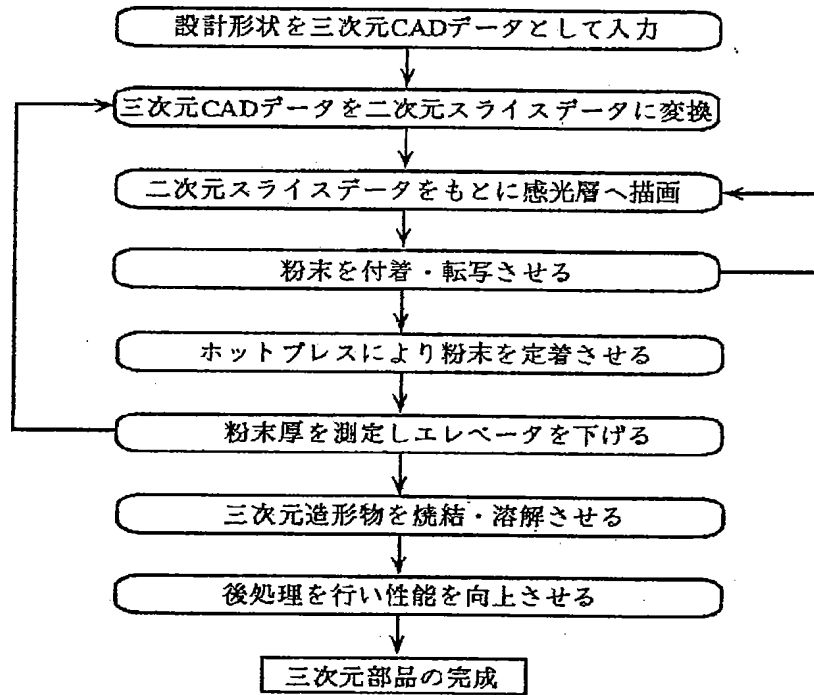 設計形状を三次元CADデータとして入力
三次元CADデータを二次元スライスデータに変換
二次元スライスデータをもとに感光層へ描画
粉末を付着・転写させる
ホットプレスにより粉末を定着させる
粉末厚を測定しエレベータを下げる
三次元造形物を焼結・溶解させる
後処理を行い性能を向上させる
三次元部品の完成